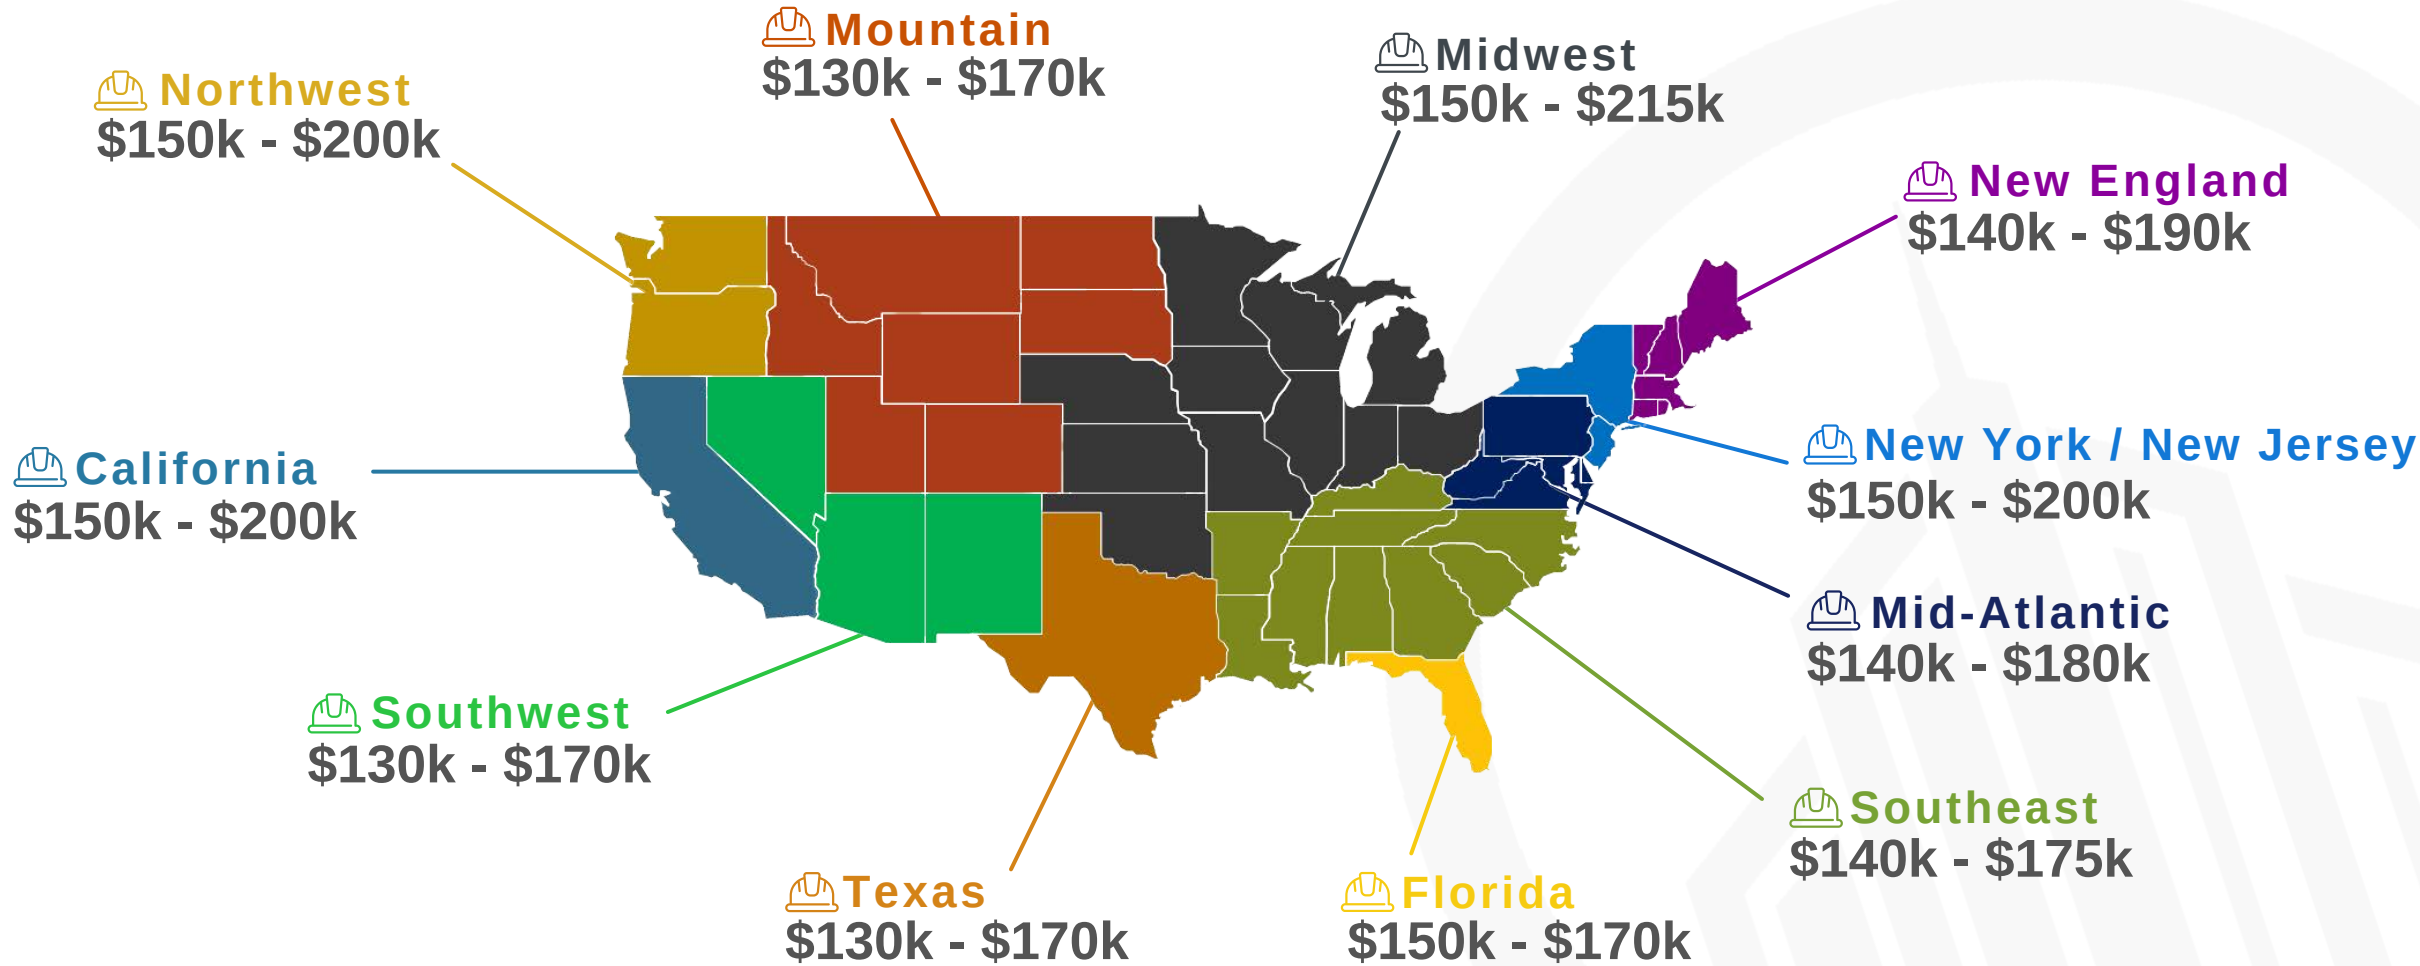 Mountain
$130k - $170k
Midwest
$150k - $215k
Northwest
$150k - $200k
New England
$140k - $190k
California
$150k - $200k
New York / New Jersey
$150k - $200k
Mid-Atlantic
$140k - $180k
Southwest
$130k - $170k
Southeast
$140k - $175k
Texas
$130k - $170k
Florida
$150k - $170k